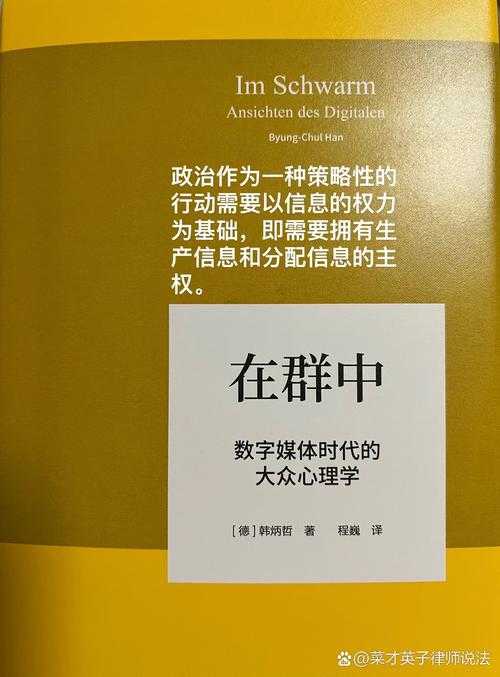 Im Schwarm
Ansichten des Digitalen
Byung-Chul Han
政治作为一种策略性的
行动需要以信息的权力
为基础，即需要拥有生
产信息和分配信息的主
权。
在群中
数字媒体时代的
大众心理学
［德］韩炳哲 著 程巍 译
@菜才英子律师说法